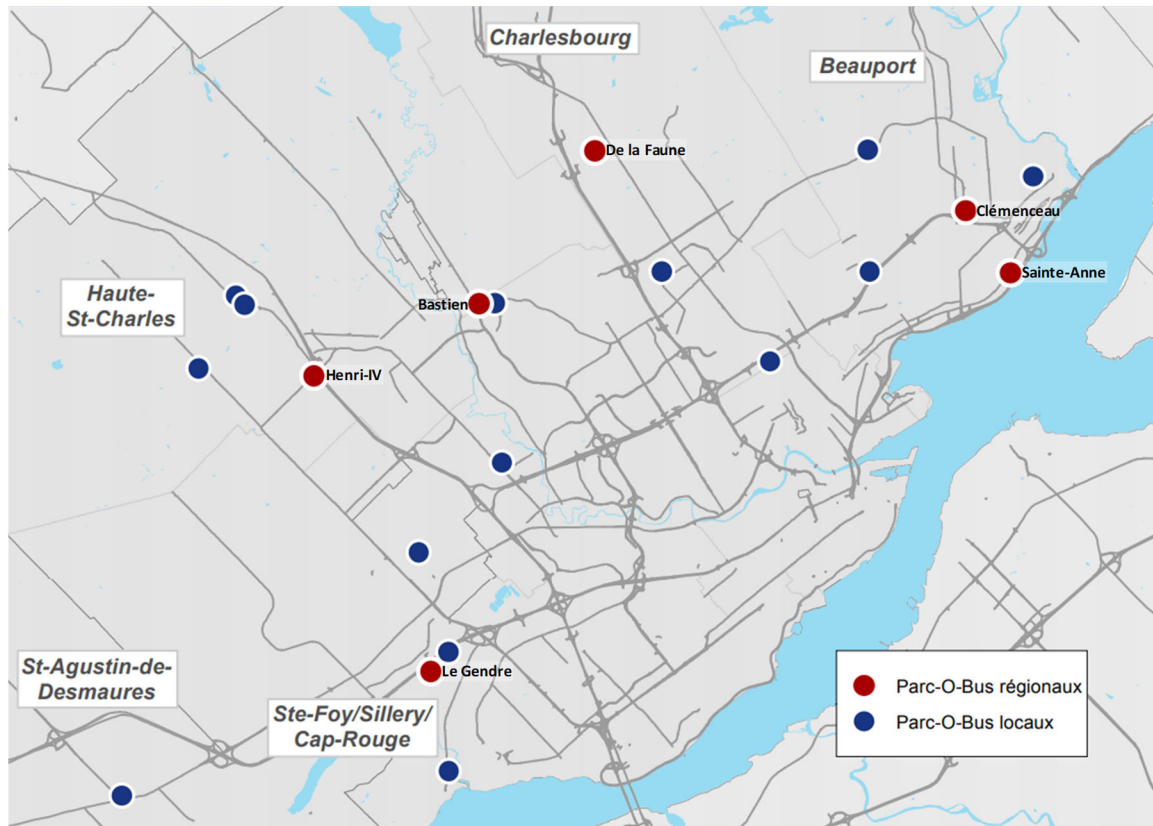 Charlesbourg
Beauport
De la Faune
Clémenceau
Sainte-Anne
Haute-
St-Charles
Bastien
Henri-IV
St-Agustin-de-
Desmaures
Le Gendre
Ste-Foy/Sillery/
Cap-Rouge
Parc-O-Bus régionaux
Parc-O-Bus locaux